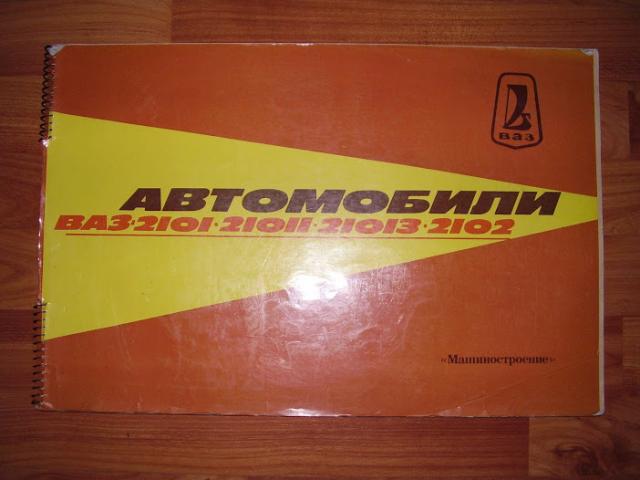 ВАЗ
АВТОМОБИЛИ
ВАЗ·2101·21011·21013·2102
«Машиностроение»